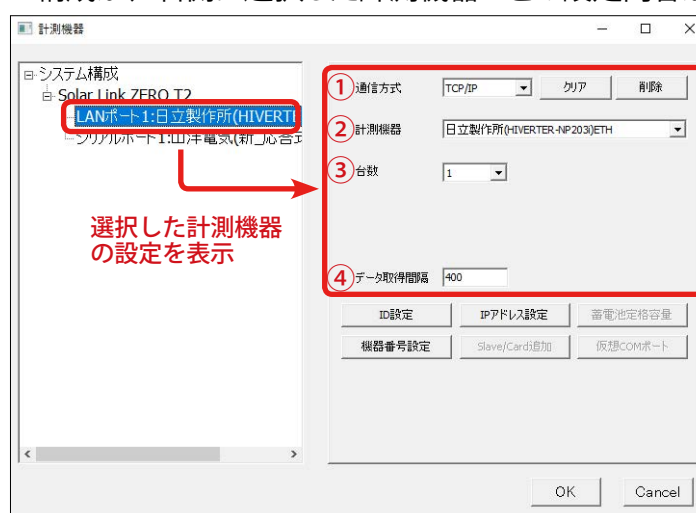 計測機器
システム構成
Solar Link ZERO T2
LANポート1:日立製作所(HIVERTE
シリアルポート1:山洋電気(新_応答式
選択した計測機器
の設定を表示
① 通信方式 TCP/IP クリア 削除
② 計測機器 日立製作所(HIVERTER-NP203i)ETH
③ 台数 1
④ データ取得間隔 400
ID設定 IPアドレス設定 蓄電池定格容量
機器番号設定 Slave/Card追加 仮想COMポート
OK Cancel